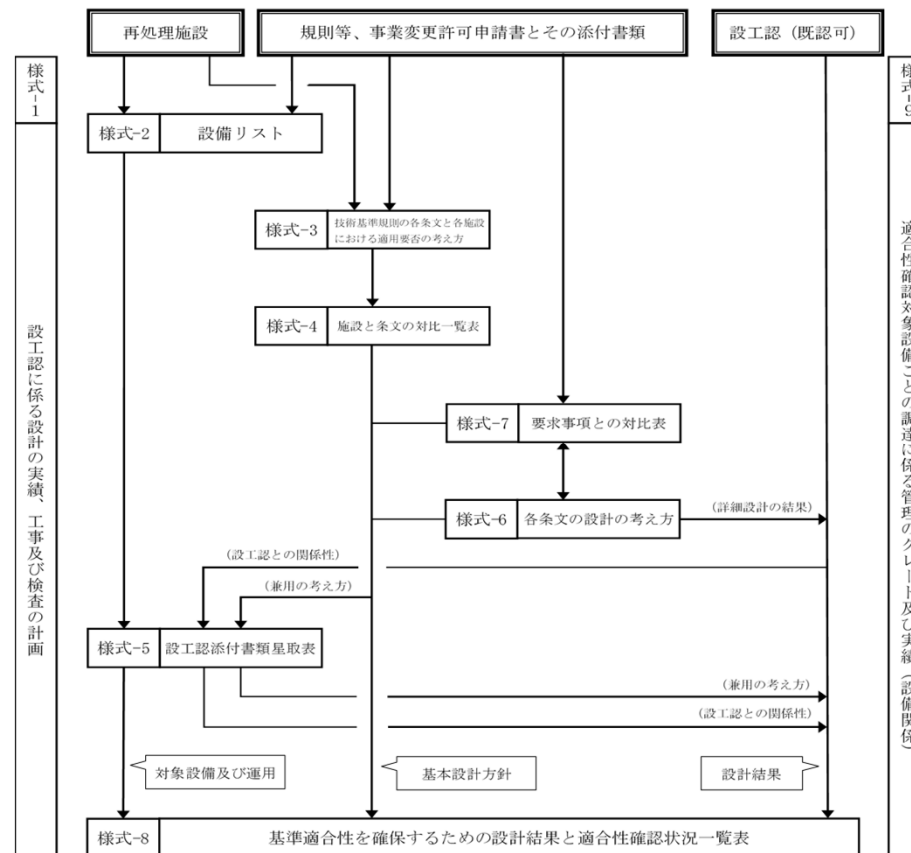 再処理施設
規則等、事業変更許可申請書とその添付書類
設工認（既認可）
様式-1
設工認に係る設計の実績、工事及び検査の計画
様式-9
適合性確認対象設備ごとの調達に係る管理のグレード及び実績（設備関係）
様式-2 設備リスト
様式-3 技術基準規則の各条文と各施設
における適用要否の考え方
様式-4 施設と条文の対比一覧表
様式-7 要求事項との対比表
様式-6 各条文の設計の考え方
(詳細設計の結果)
(設工認との関係性)
(兼用の考え方)
様式-5 設工認添付書類星取表
(兼用の考え方)
(設工認との関係性)
対象設備及び運用
基本設計方針
設計結果
様式-8 基準適合性を確保するための設計結果と適合性確認状況一覧表